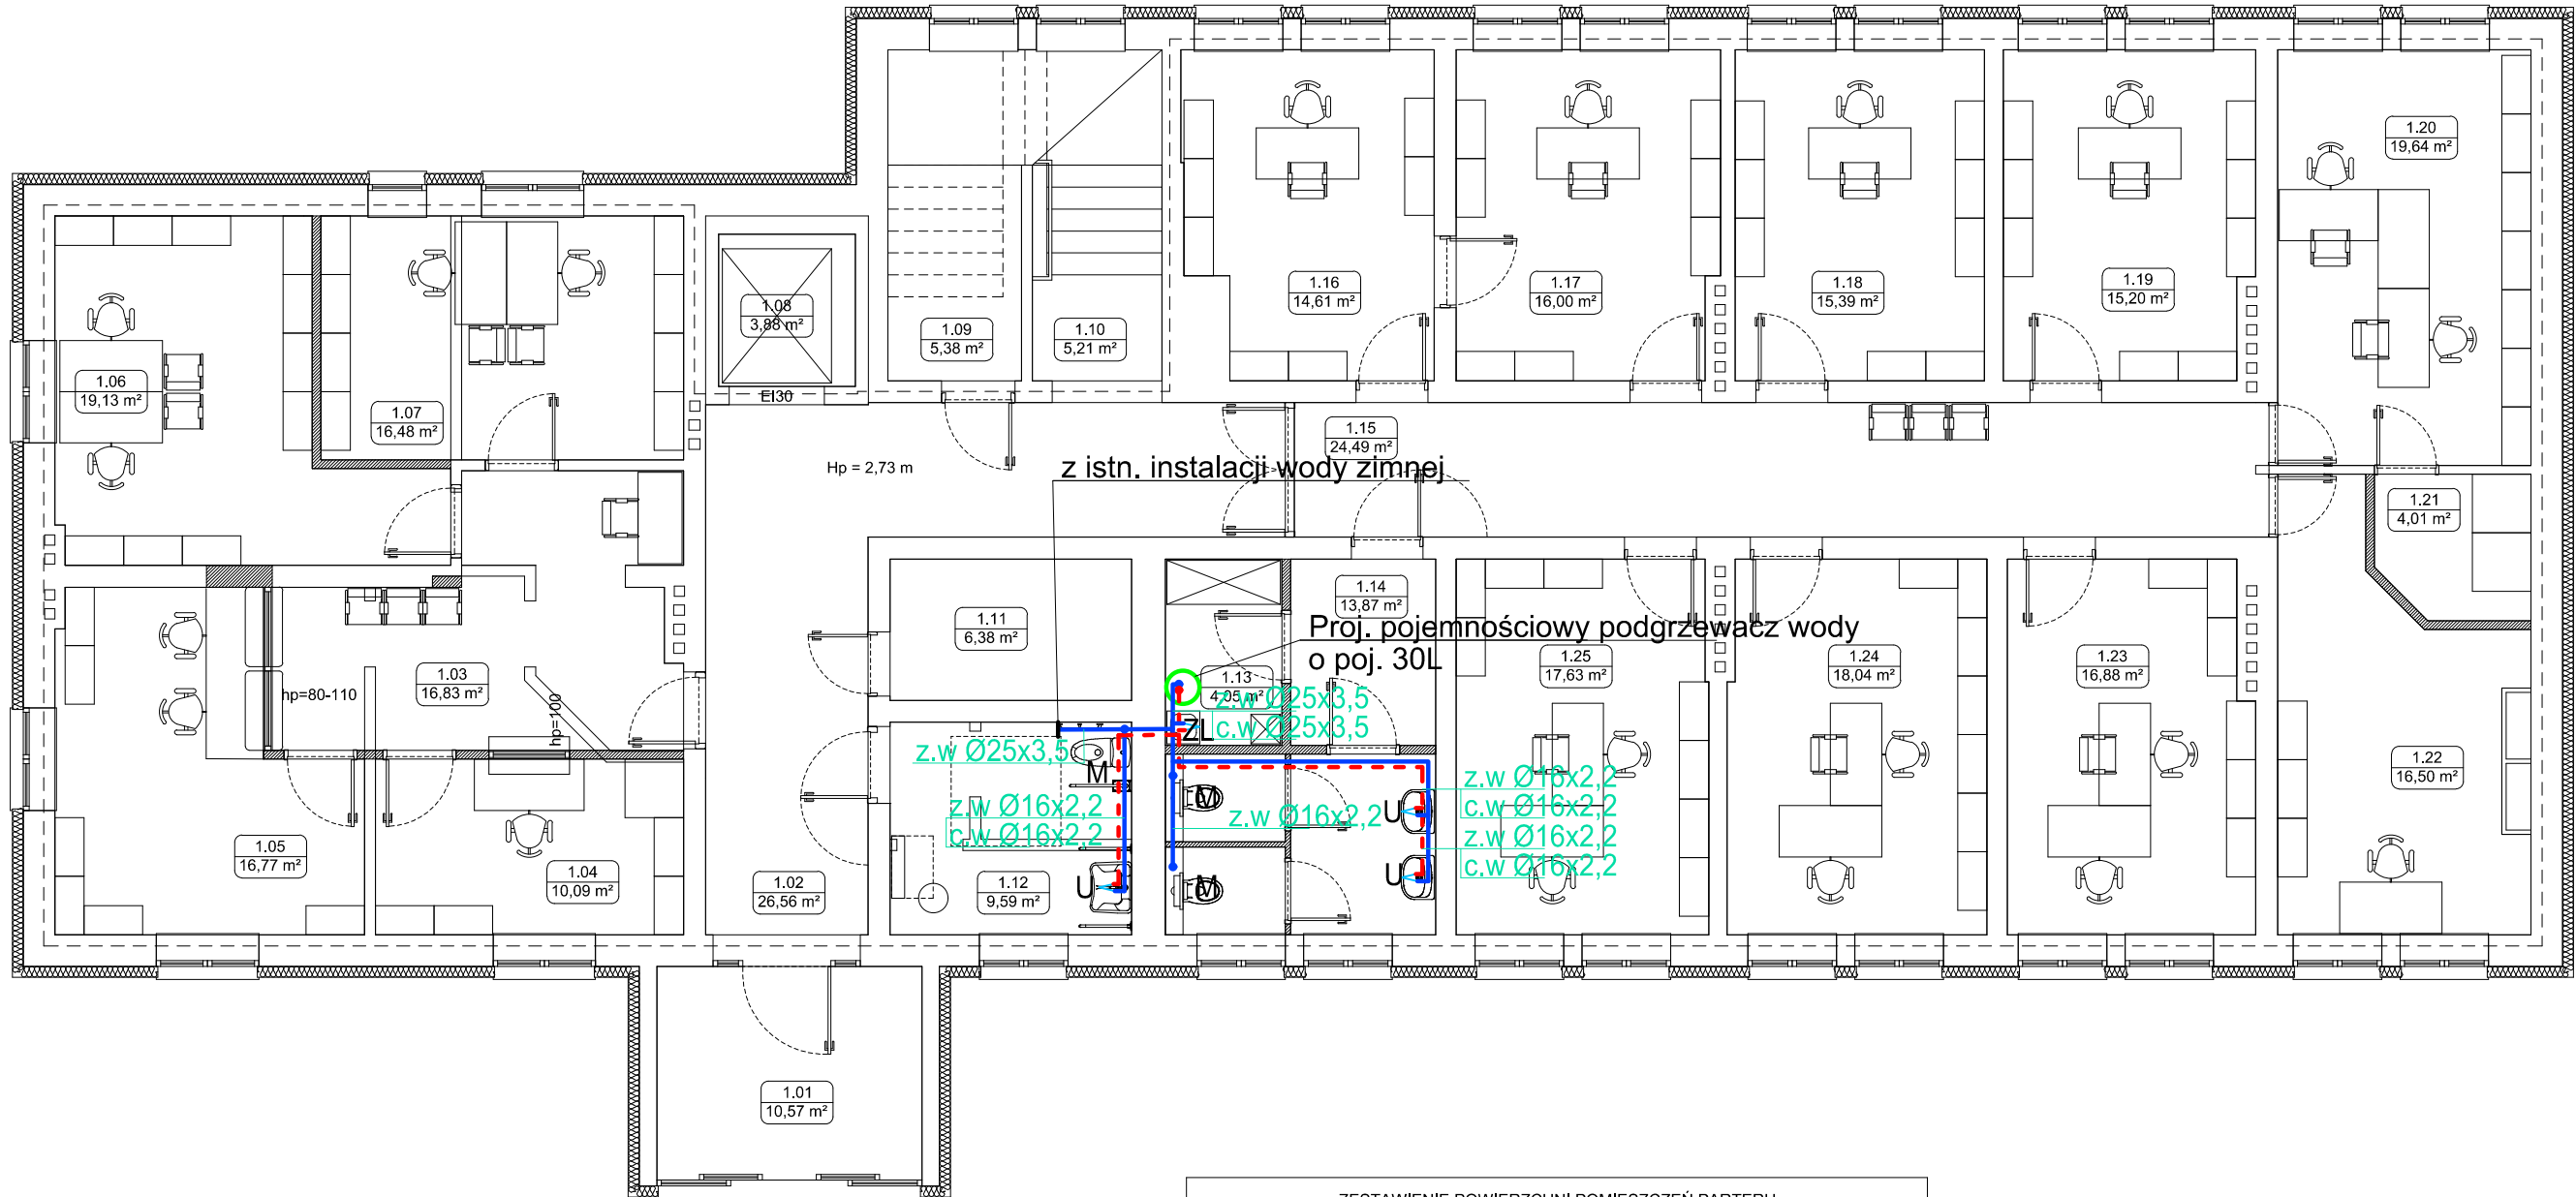 1.20
19,64 m²
1.16
14,61 m²
1.17
16,00 m²
1.18
15,39 m²
1.19
15,20 m²
1.08
3,88 m²
1.09
5,38 m²
1.10
5,21 m²
EI30
1.06
19,13 m²
1.07
16,48 m²
1.15
24,49 m²
Hp = 2,73 m
z istn. instalacji wody zimnej
1.21
4,01 m²
1.14
13,87 m²
1.11
6,38 m²
Proj. pojemnościowy podgrzewacz wody
o poj. 30L
1.03
16,83 m²
hp=80-110
hp=100
1.13
4,05 m²
1.25
17,63 m²
1.24
18,04 m²
1.23
16,88 m²
z.w Ø25x3,5
c.w Ø25x3,5
ZL
z.w Ø25x3,5
M
1.22
16,50 m²
z.w Ø16x2,2
c.w Ø16x2,2
M
z.w Ø16x2,2
U
z.w Ø16x2,2
c.w Ø16x2,2
z.w Ø16x2,2
c.w Ø16x2,2
1.05
16,77 m²
1.04
10,09 m²
1.02
26,56 m²
1.12
9,59 m²
U
M
U
1.01
10,57 m²
ZESTAWIENIE POWIERZCHNI POMIESZCZEŃ PARTERU